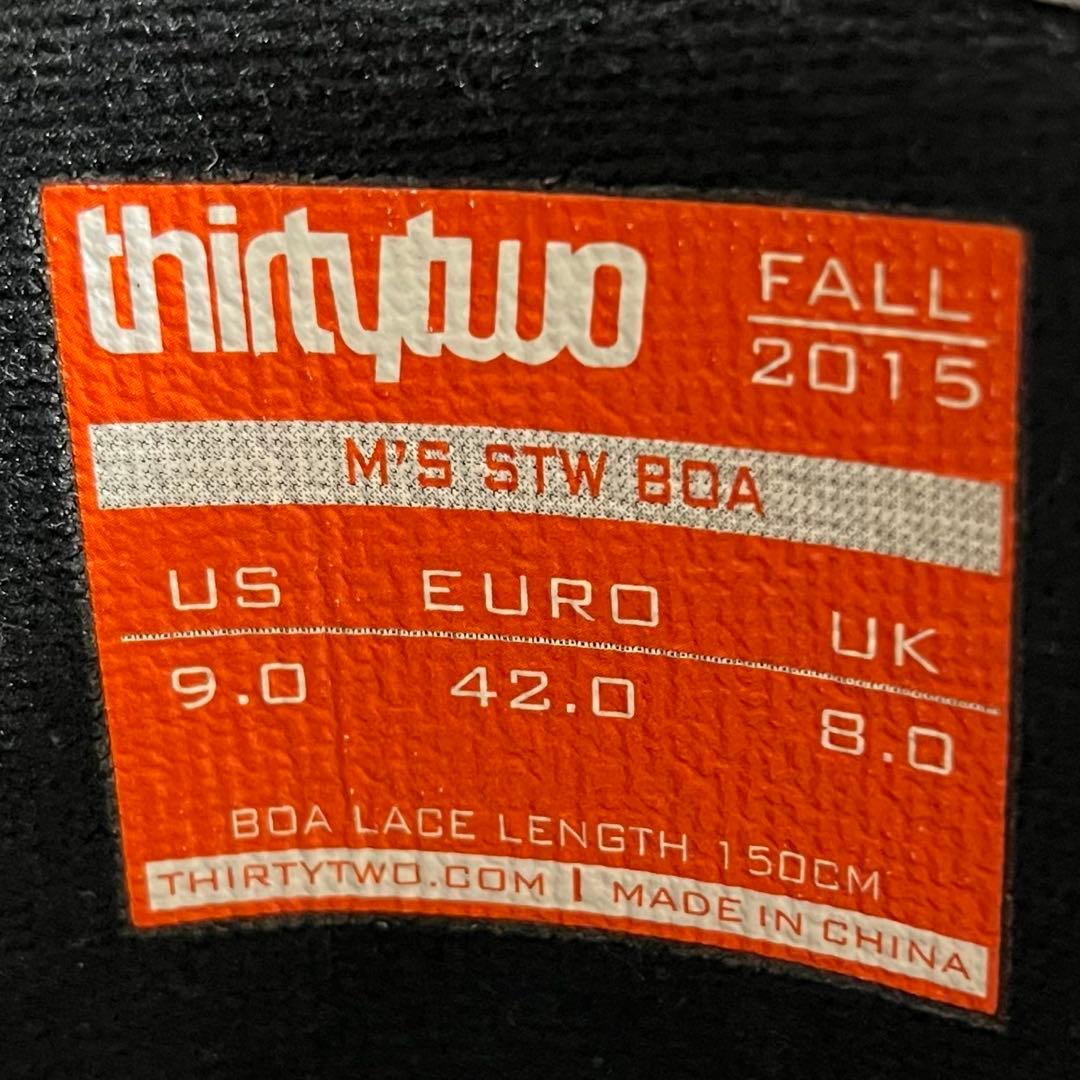 thirtytwo
FALL
2015
M'S STW BOA
US EURO UK
9.0 42.0 8.0
BOA LACE LENGTH 150CM
THIRTYTWO.COM | MADE IN CHINA